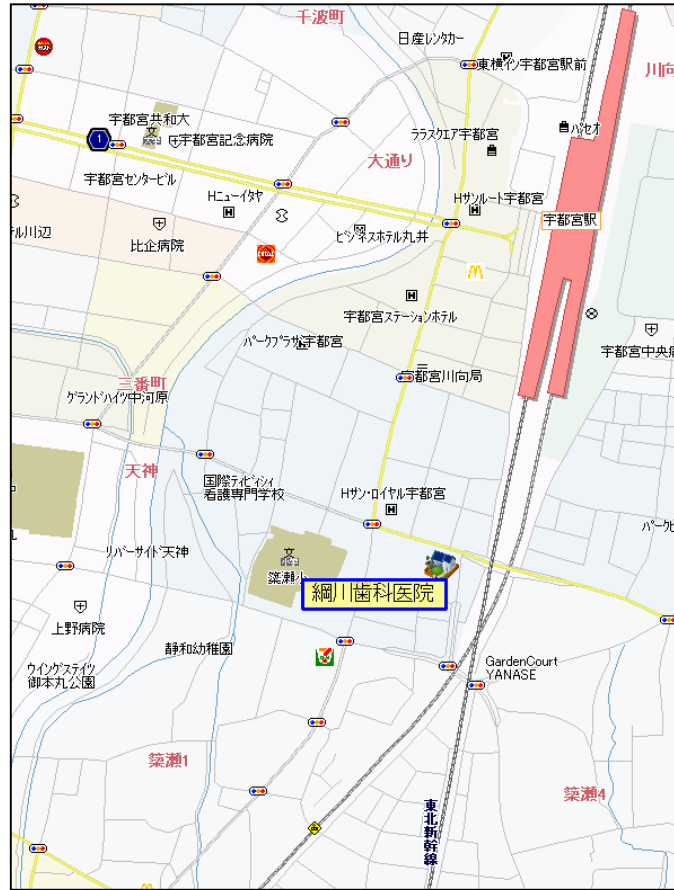 千波町
日産レンタカー
東横イン宇都宮駅前
川向
宇都宮共和大
宇都宮記念病院
1
パセオ
ララスクエア宇都宮
大通り
宇都宮センタービル
Hニューイタヤ
Hサンルート宇都宮
宇都宮駅
テル川辺
比企病院
ビジネスホテル丸井
宇都宮ステーションホテル
パークプラザ宇都宮
宇都宮中央病
宇都宮川向局
三番町
グランドハイツ中河原
天神
国際ティビィシィ
看護専門学校
Hサン・ロイヤル宇都宮
パークヒ
リバーサイド天神
簗瀬小
綱川歯科医院
上野病院
静和幼稚園
GardenCourt
YANASE
ウイングステイツ
御本丸公園
簗瀬1
簗瀬4
東北新幹線